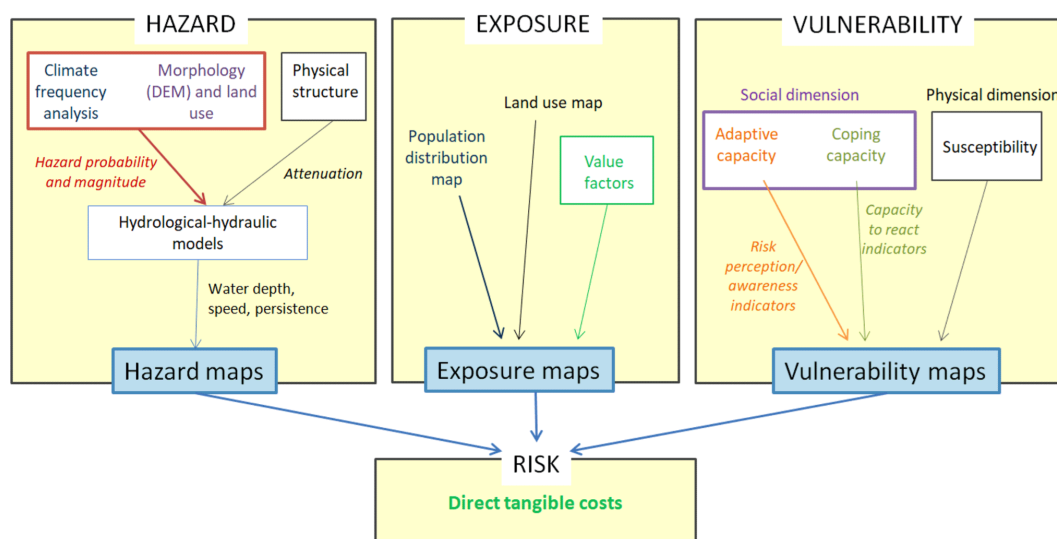 HAZARD
Climate
frequency
analysis
Morphology
(DEM) and land
use
Physical
structure
Hazard probability
and magnitude
Attenuation
Hydrological-hydraulic
models
Water depth,
speed, persistence
Hazard maps
EXPOSURE
Land use map
Population
distribution
map
Value
factors
Exposure maps
VULNERABILITY
Social dimension
Physical dimension
Adaptive
capacity
Coping
capacity
Susceptibility
Capacity
to react
indicators
Risk
perception/
awareness
indicators
Vulnerability maps
RISK
Direct tangible costs